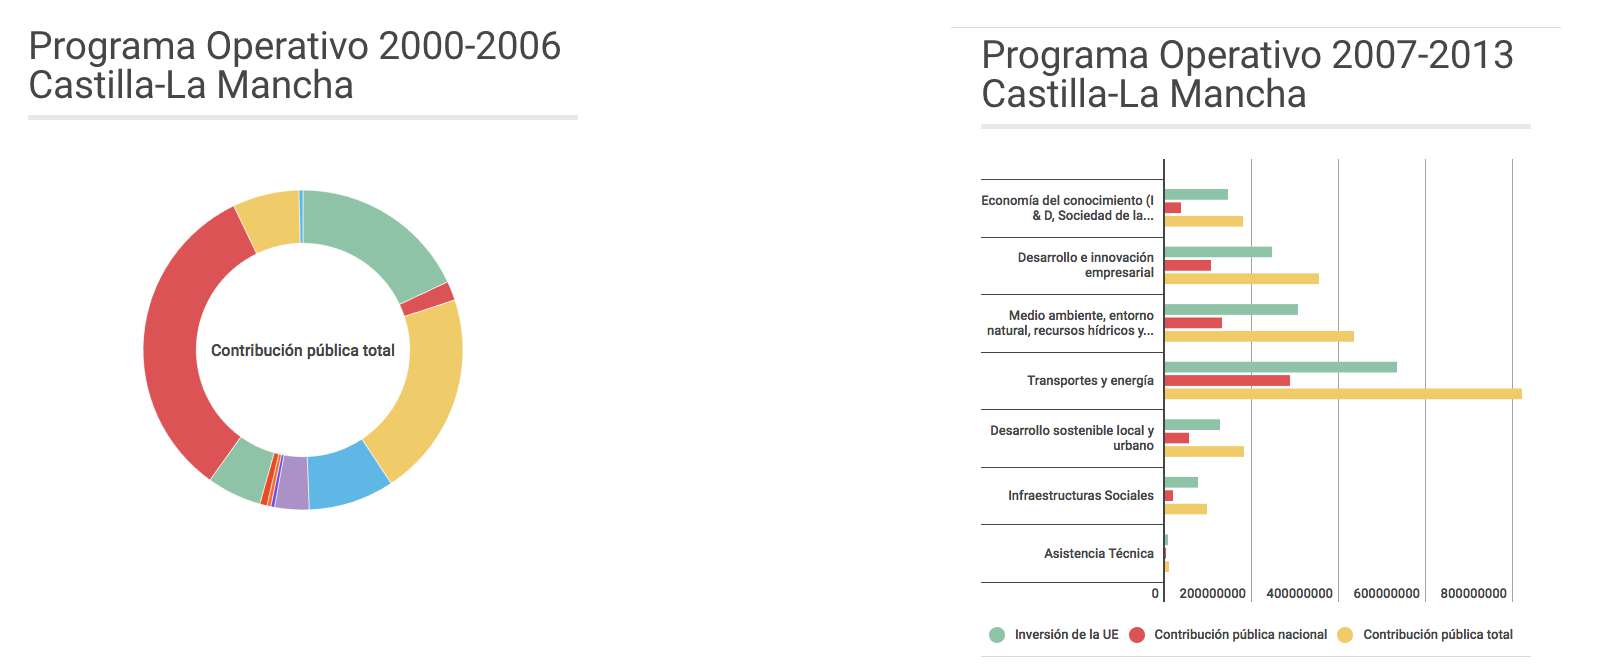 Programa Operativo 2000-2006
Castilla-La Mancha
Contribución pública total
Programa Operativo 2007-2013
Castilla-La Mancha
Economía del conocimiento (I
& D, Sociedad de la...
Desarrollo e innovación
empresarial
Medio ambiente, entorno
natural, recursos hídricos y...
Transportes y energía
Desarrollo sostenible local y
urbano
Infraestructuras Sociales
Asistencia Técnica
0 200000000 400000000 600000000 800000000
Inversión de la UE Contribución pública nacional Contribución pública total